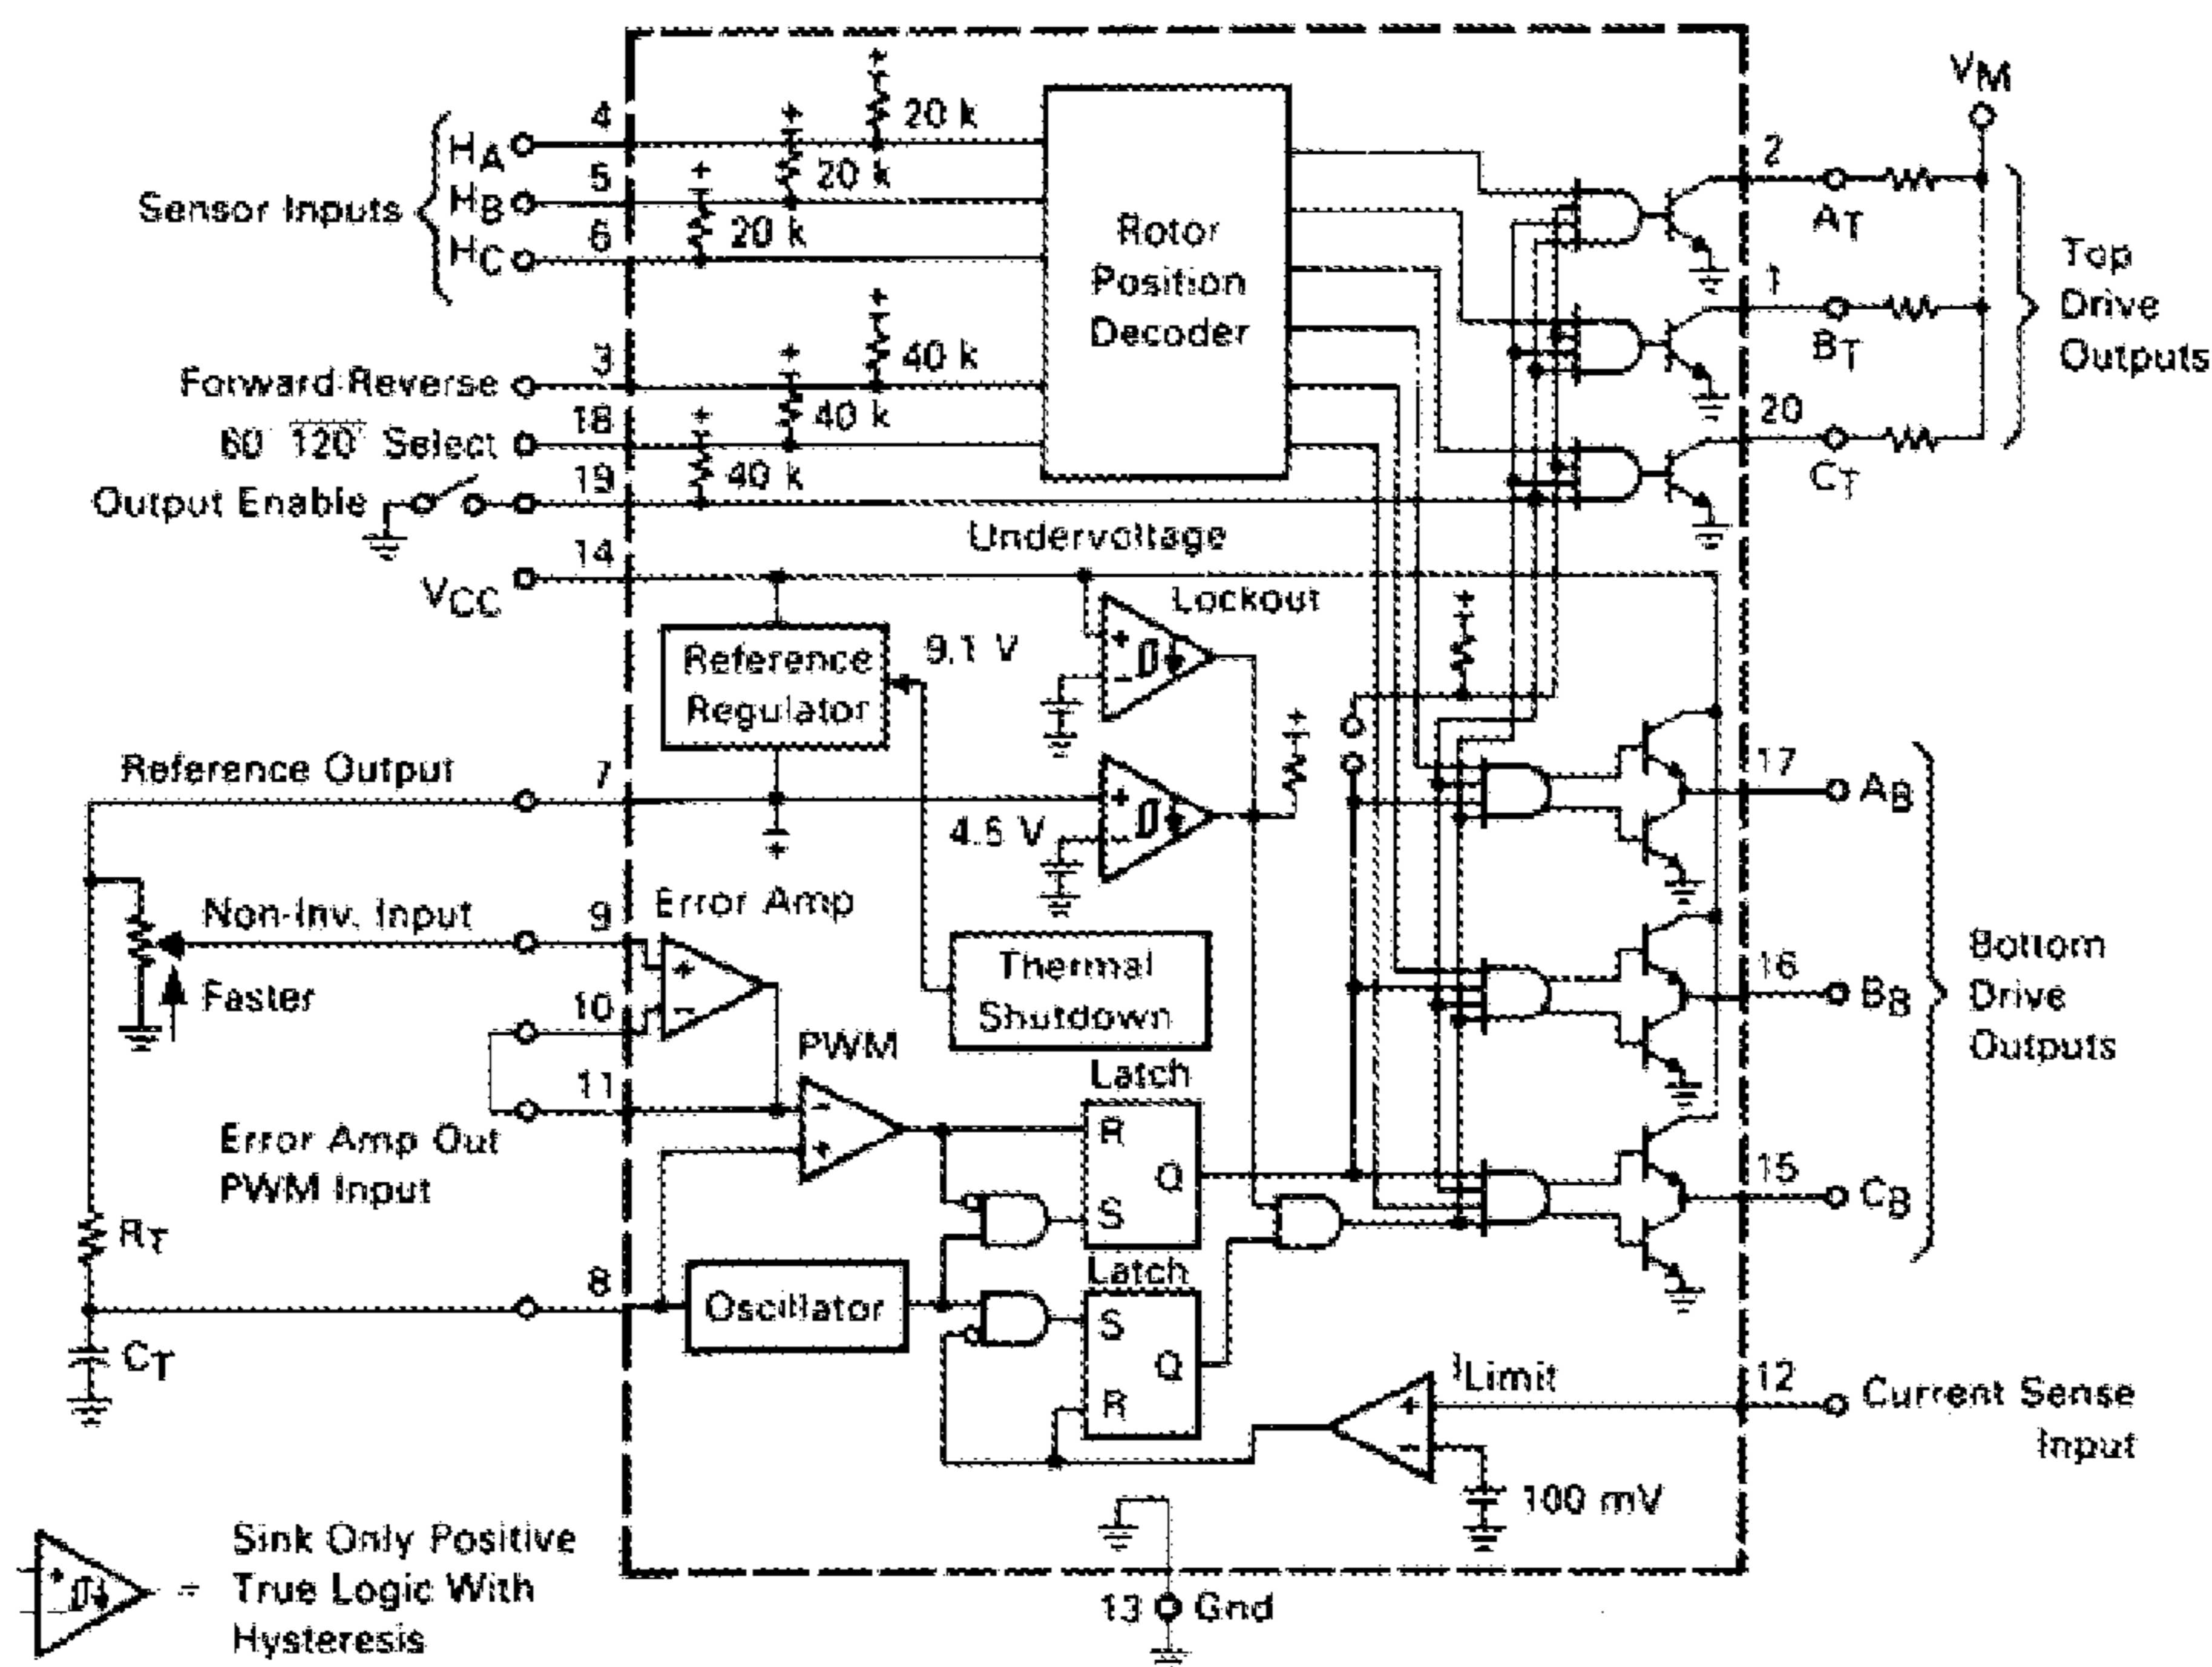 VM
4
HA
20 k
2
5
HB
20 k
AT
Sensor Inputs
6
HC
20 k
Rotor
Position
Decoder
Top
Drive
Outputs
1
BT
3
Forward Reverse
40 k
18
60 120 Select
40 k
20
CT
19
Output Enable
40 k
Undervoltage
14
VCC
Lockout
Reference
Regulator
9.1 V
+
-
Reference Output
7
17
AB
4.5 V
+
-
Error Amp
Non-Inv. Input
9
Faster
+
-
10
Thermal
Shutdown
16
BB
Bottom
Drive
Outputs
PWM
11
Latch
-
+
R
Q
S
Error Amp Out
PWM Input
15
CB
RT
8
Oscillator
Latch
S
Q
R
CT
ILimit
+
-
12
Current Sense
Input
100 mV
+
=
Sink Only Positive
True Logic With
Hysteresis
13
Gnd